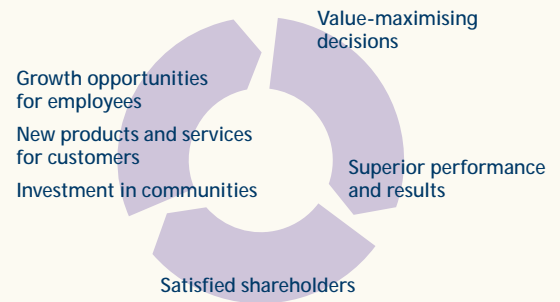 Value-maximising
decisions
Growth opportunities
for employees
New products and services
for customers
Investment in communities
Superior performance
and results
Satisfied shareholders